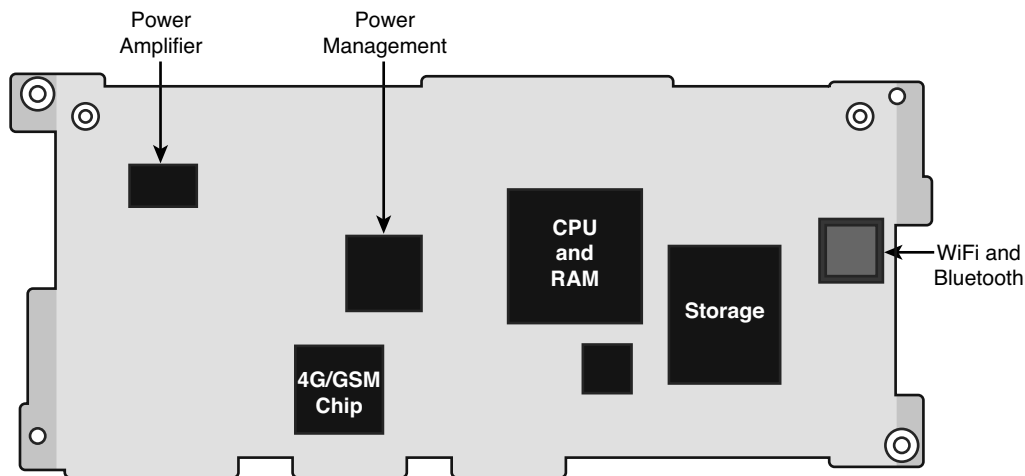 Power
Amplifier
Power
Management
CPU
and
RAM
WiFi and
Bluetooth
Storage
4G/GSM
Chip